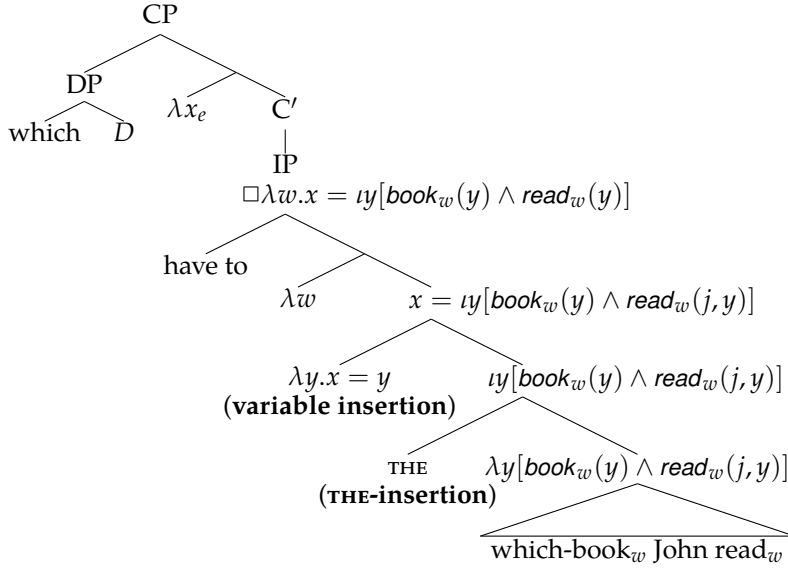 CP
DP
λxₑ C′
which D
IP
□λw.x = ιy[book_w(y) ∧ read_w(y)]
have to
λw x = ιy[book_w(y) ∧ read_w(j, y)]
λy.x = y ιy[book_w(y) ∧ read_w(j, y)]
(variable insertion)
THE λy[book_w(y) ∧ read_w(j, y)]
(THE-insertion)
which-book_w John read_w